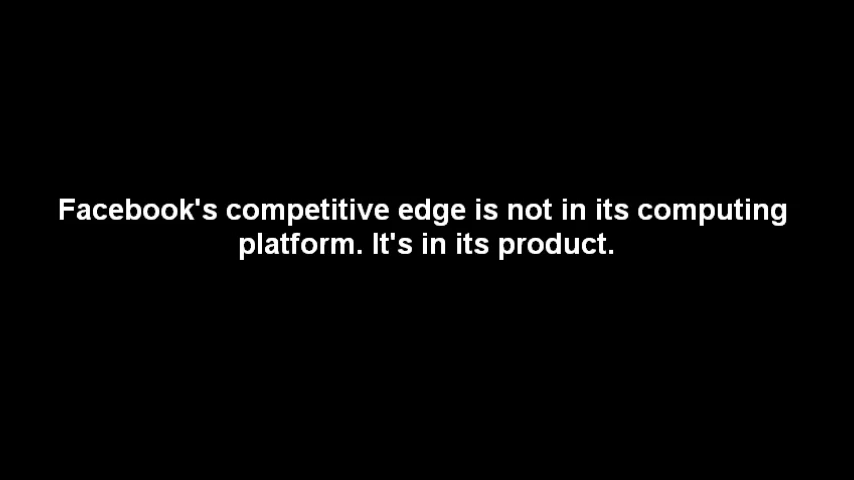 Facebook's competitive edge is not in its computing
platform. It's in its product.